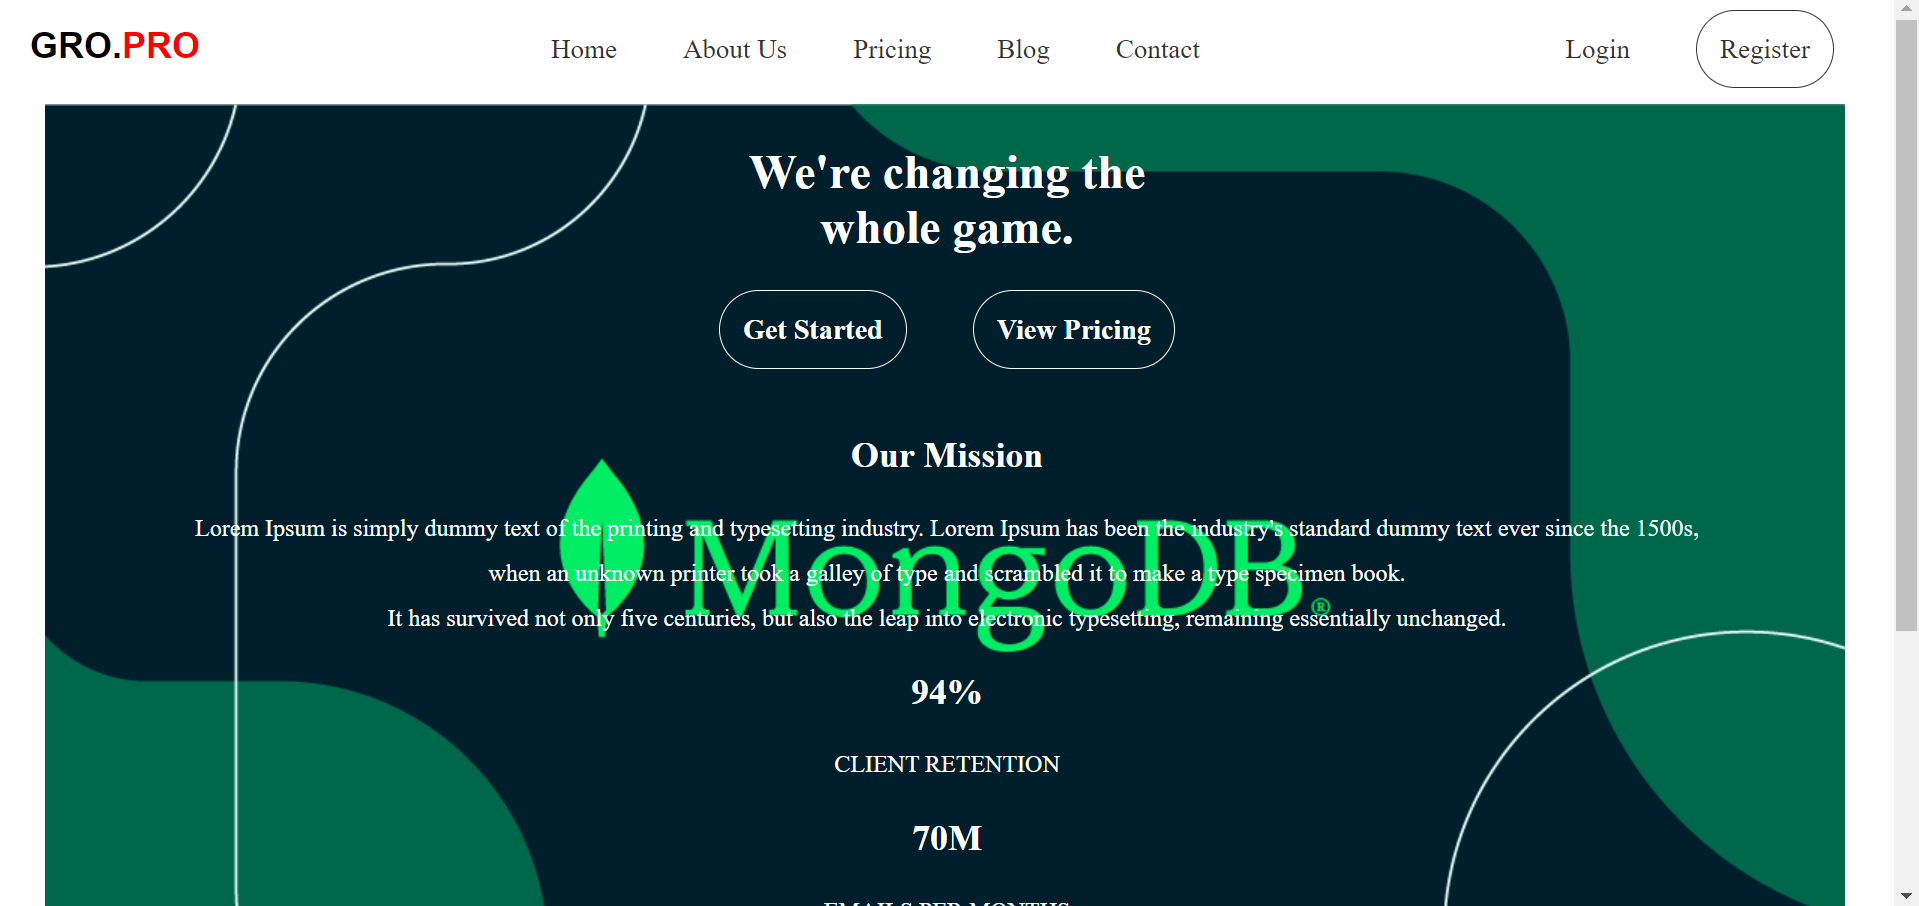 GRO.PRO
Home About Us Pricing Blog Contact
Login Register
We're changing the
whole game.
Get Started View Pricing
Our Mission
Lorem Ipsum is simply dummy text of the printing and typesetting industry. Lorem Ipsum has been the industry's standard dummy text ever since the 1500s,
when an unknown printer took a galley of type and scrambled it to make a type specimen book.
MongoDB®
It has survived not only five centuries, but also the leap into electronic typesetting, remaining essentially unchanged.
94%
CLIENT RETENTION
70M
EMAILS PER MONTHS